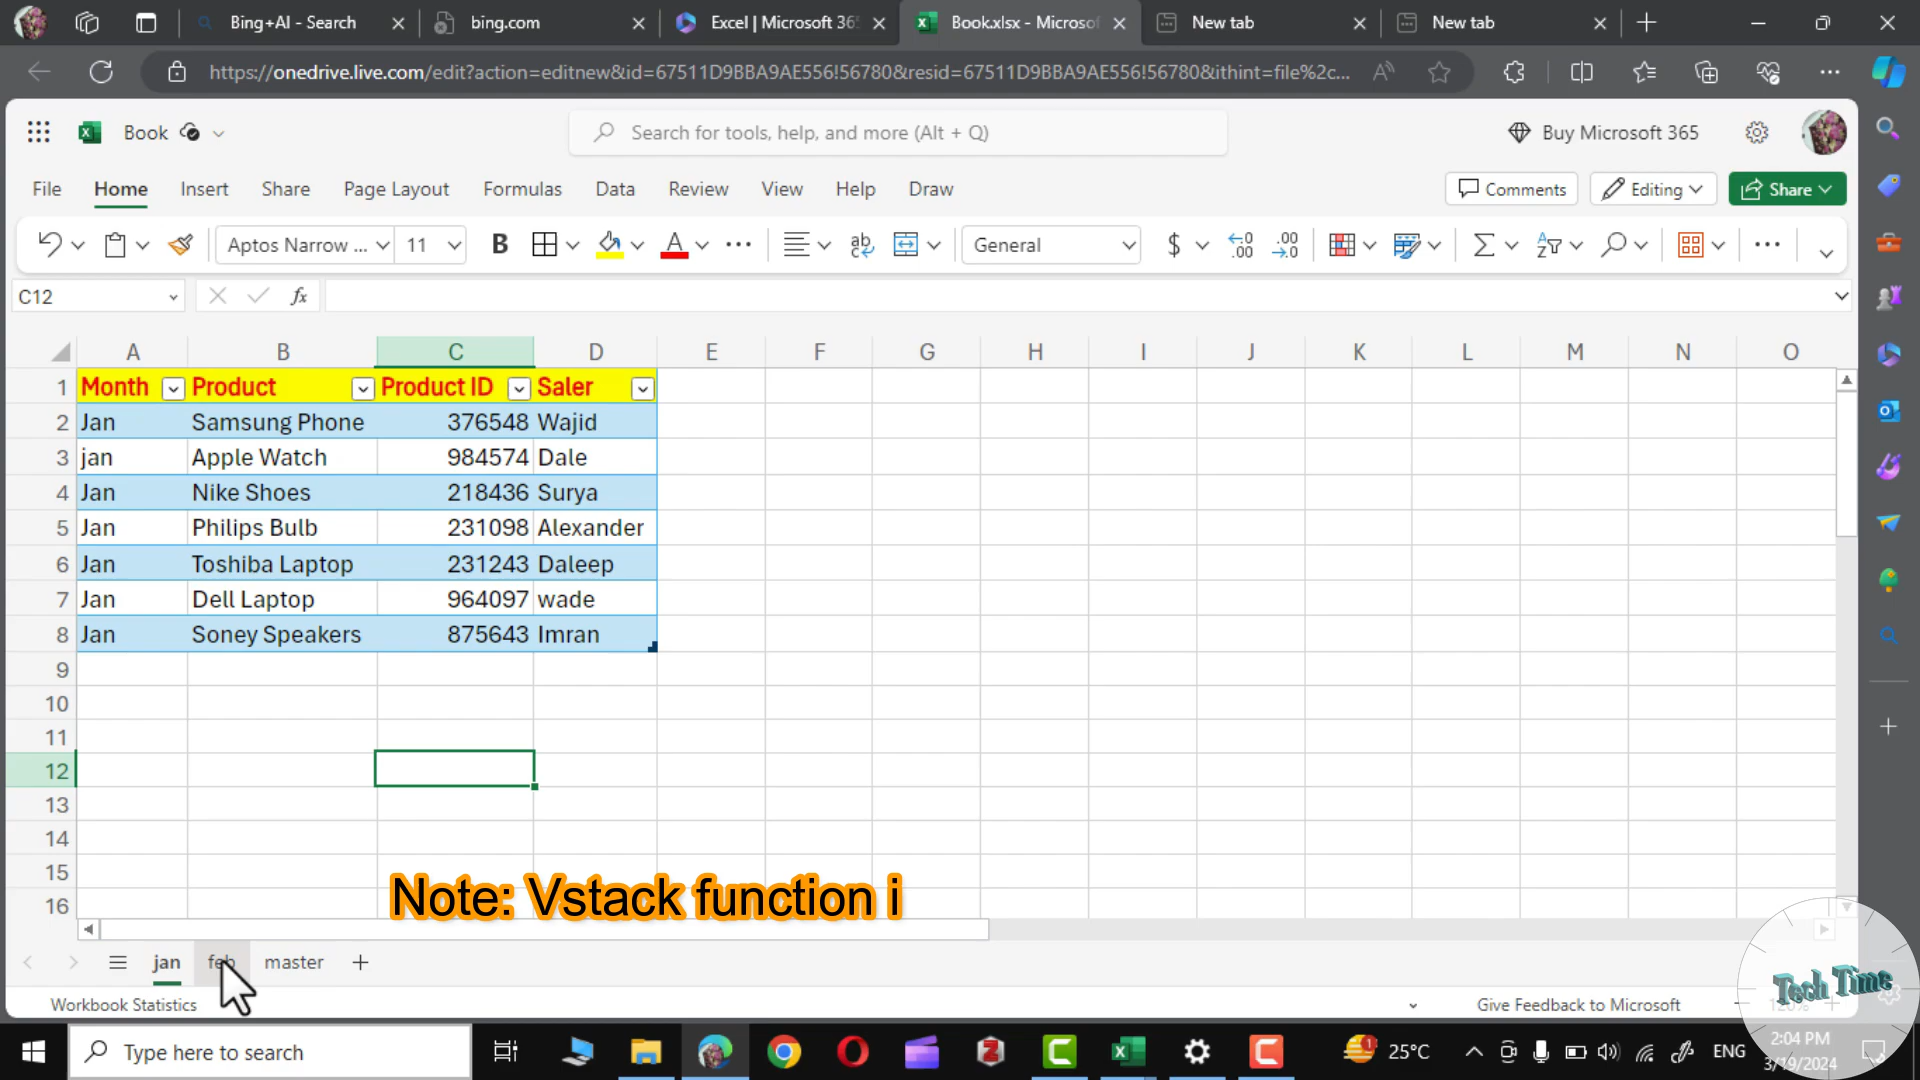 Bing+AI - Search
bing.com
Excel | Microsoft 36
Book.xlsx - Microso
New tab
New tab
https://onedrive.live.com/edit?action=editnew&id=67511D9BBA9AE556!56780&resid=67511D9BBA9AE556!56780&ithint=file%2c...
Book
Search for tools, help, and more (Alt + Q)
Buy Microsoft 365
File Home Insert Share Page Layout Formulas Data Review View Help Draw
Comments Editing Share
Aptos Narrow ... 11 B A ab General $
C12 fx
A B C D E F G H I J K L M N O
1 Month Product Product ID Saler
2 Jan Samsung Phone 376548 Wajid
3 jan Apple Watch 984574 Dale
4 Jan Nike Shoes 218436 Surya
5 Jan Philips Bulb 231098 Alexander
6 Jan Toshiba Laptop 231243 Daleep
7 Jan Dell Laptop 964097 wade
8 Jan Soney Speakers 875643 Imran
9
10
11
12
13
14
15
16
Note: Vstack function i
jan feb master
Workbook Statistics
Give Feedback to Microsoft
Tech Time
Type here to search
25°C
ENG
2:04 PM
3/19/2024